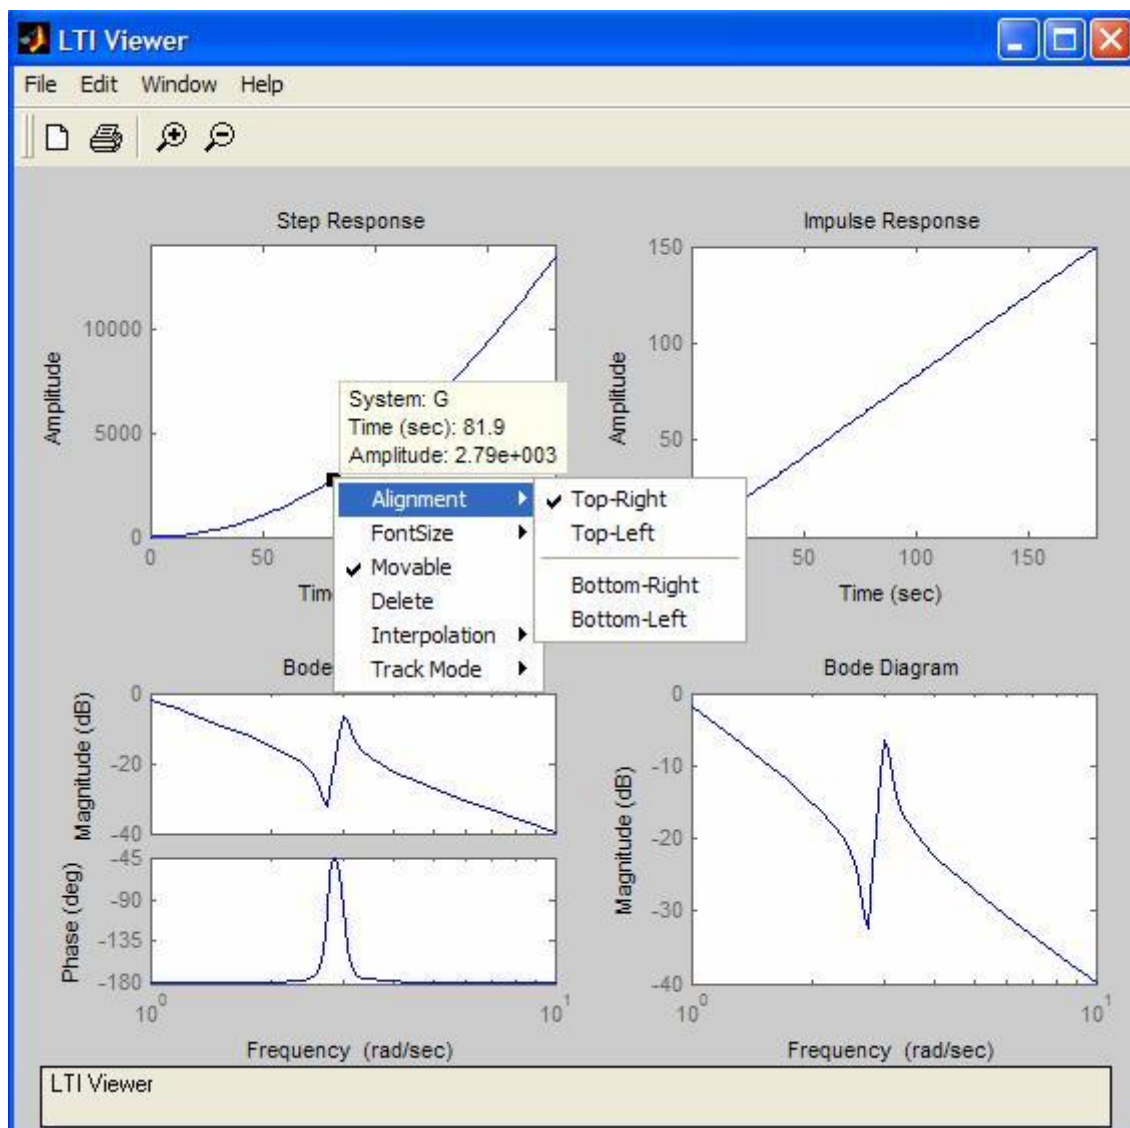 LTI Viewer
File Edit Window Help
Step Response
Amplitude
10000
5000
0
0 50
System: G
Time (sec): 81.9
Amplitude: 2.79e+003
Alignment
FontSize
Movable
Delete
Interpolation
Track Mode
Top-Right
Top-Left
Bottom-Right
Bottom-Left
Impulse Response
Amplitude
150
100
50
50 100 150
Time (sec)
Bode
Magnitude (dB)
0
-20
-40
Phase (deg)
-45
-90
-135
-180
10^0 10^1
Frequency (rad/sec)
Bode Diagram
Magnitude (dB)
0
-10
-20
-30
-40
10^0 10^1
Frequency (rad/sec)
LTI Viewer